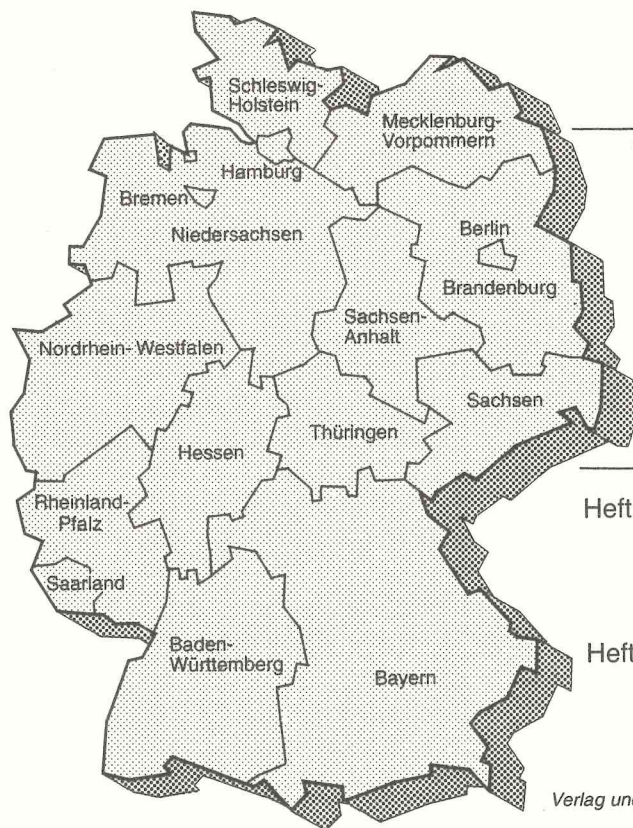 Schleswig-
Holstein
Mecklenburg-
Vorpommern
Hamburg
Bremen
Niedersachsen
Berlin
Brandenburg
Sachsen-
Anhalt
Nordrhein-Westfalen
Sachsen
Thüringen
Hessen
Rheinland-
Pfalz
Heft
Saarland
Baden-
Württemberg
Heft
Bayern
Verlag und